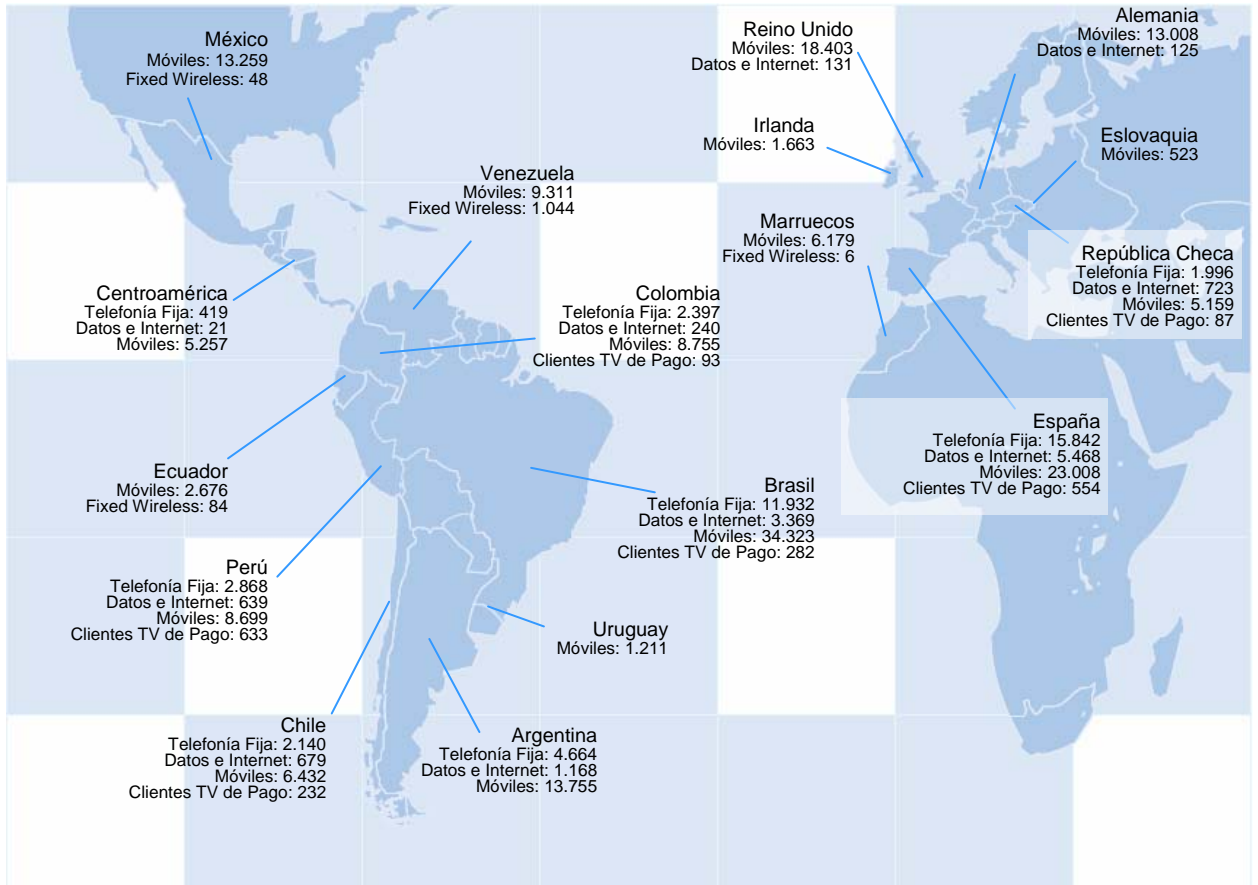 México
Móviles: 13.259
Fixed Wireless: 48
Reino Unido
Móviles: 18.403
Datos e Internet: 131
Alemania
Móviles: 13.008
Datos e Internet: 125
Irlanda
Móviles: 1.663
Eslovaquia
Móviles: 523
Venezuela
Móviles: 9.311
Fixed Wireless: 1.044
Marruecos
Móviles: 6.179
Fixed Wireless: 6
República Checa
Telefonía Fija: 1.996
Datos e Internet: 723
Móviles: 5.159
Clientes TV de Pago: 87
Centroamérica
Telefonía Fija: 419
Datos e Internet: 21
Móviles: 5.257
Colombia
Telefonía Fija: 2.397
Datos e Internet: 240
Móviles: 8.755
Clientes TV de Pago: 93
España
Telefonía Fija: 15.842
Datos e Internet: 5.468
Móviles: 23.008
Clientes TV de Pago: 554
Ecuador
Móviles: 2.676
Fixed Wireless: 84
Brasil
Telefonía Fija: 11.932
Datos e Internet: 3.369
Móviles: 34.323
Clientes TV de Pago: 282
Perú
Telefonía Fija: 2.868
Datos e Internet: 639
Móviles: 8.699
Clientes TV de Pago: 633
Uruguay
Móviles: 1.211
Chile
Telefonía Fija: 2.140
Datos e Internet: 679
Móviles: 6.432
Clientes TV de Pago: 232
Argentina
Telefonía Fija: 4.664
Datos e Internet: 1.168
Móviles: 13.755